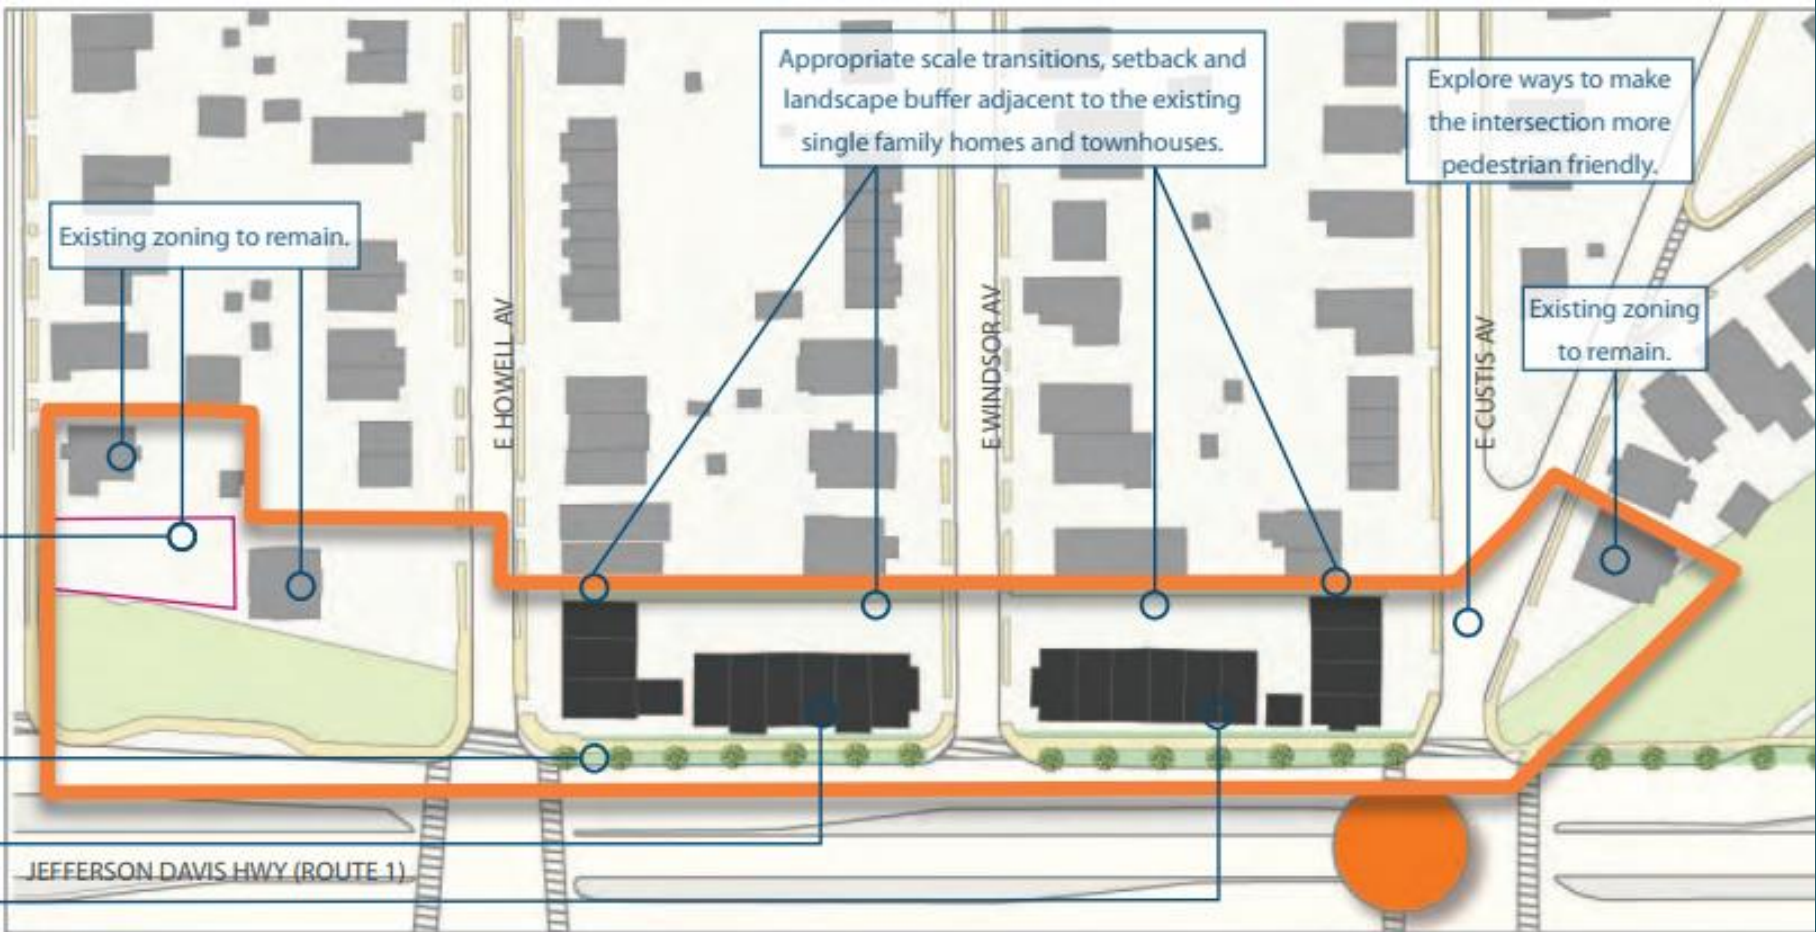 Appropriate scale transitions, setback and
landscape buffer adjacent to the existing
single family homes and townhouses.
Explore ways to make
the intersection more
pedestrian friendly.
Existing zoning to remain.
Existing zoning
to remain.
E HOWELL AV
E WINDSOR AV
E CUSTIS AV
JEFFERSON DAVIS HWY (ROUTE 1)